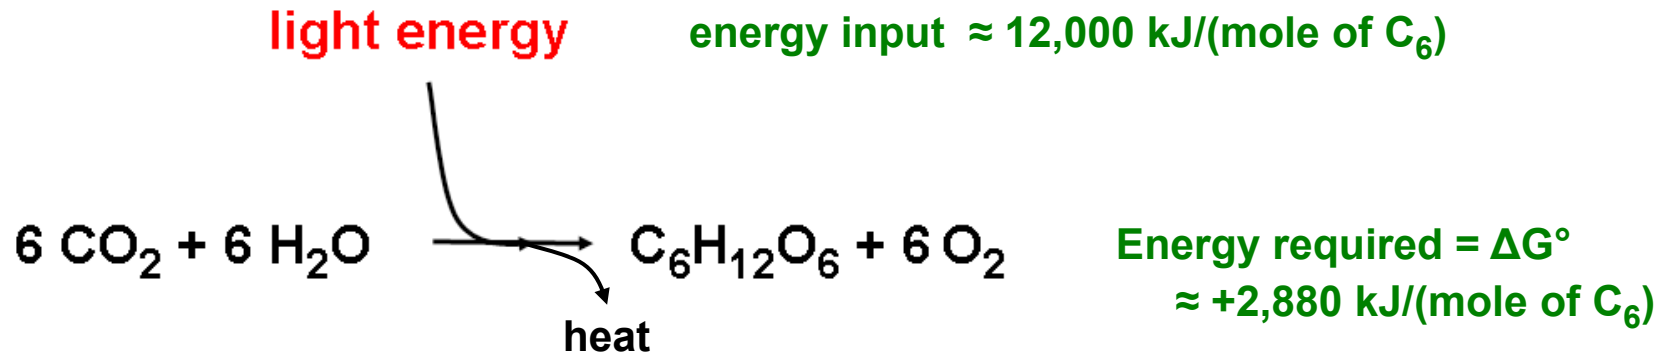 light energy energy input ≈ 12,000 kJ/(mole of C₆)
6 CO₂ + 6 H₂O C₆H₁₂O₆ + 6 O₂ Energy required = ΔG°
≈ +2,880 kJ/(mole of C₆)
heat